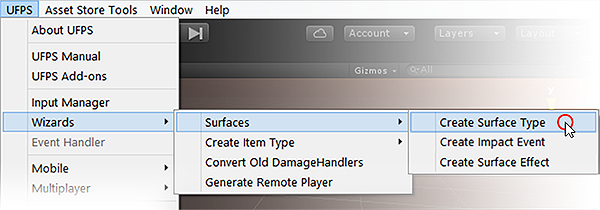 UFPS Asset Store Tools Window Help
About UFPS
Account Layers Layout
UFPS Manual
Gizmos All
UFPS Add-ons
Input Manager
Wizards Surfaces Create Surface Type
Event Handler Create Item Type Create Impact Event
Convert Old DamageHandlers Create Surface Effect
Mobile
Generate Remote Player
Multiplayer